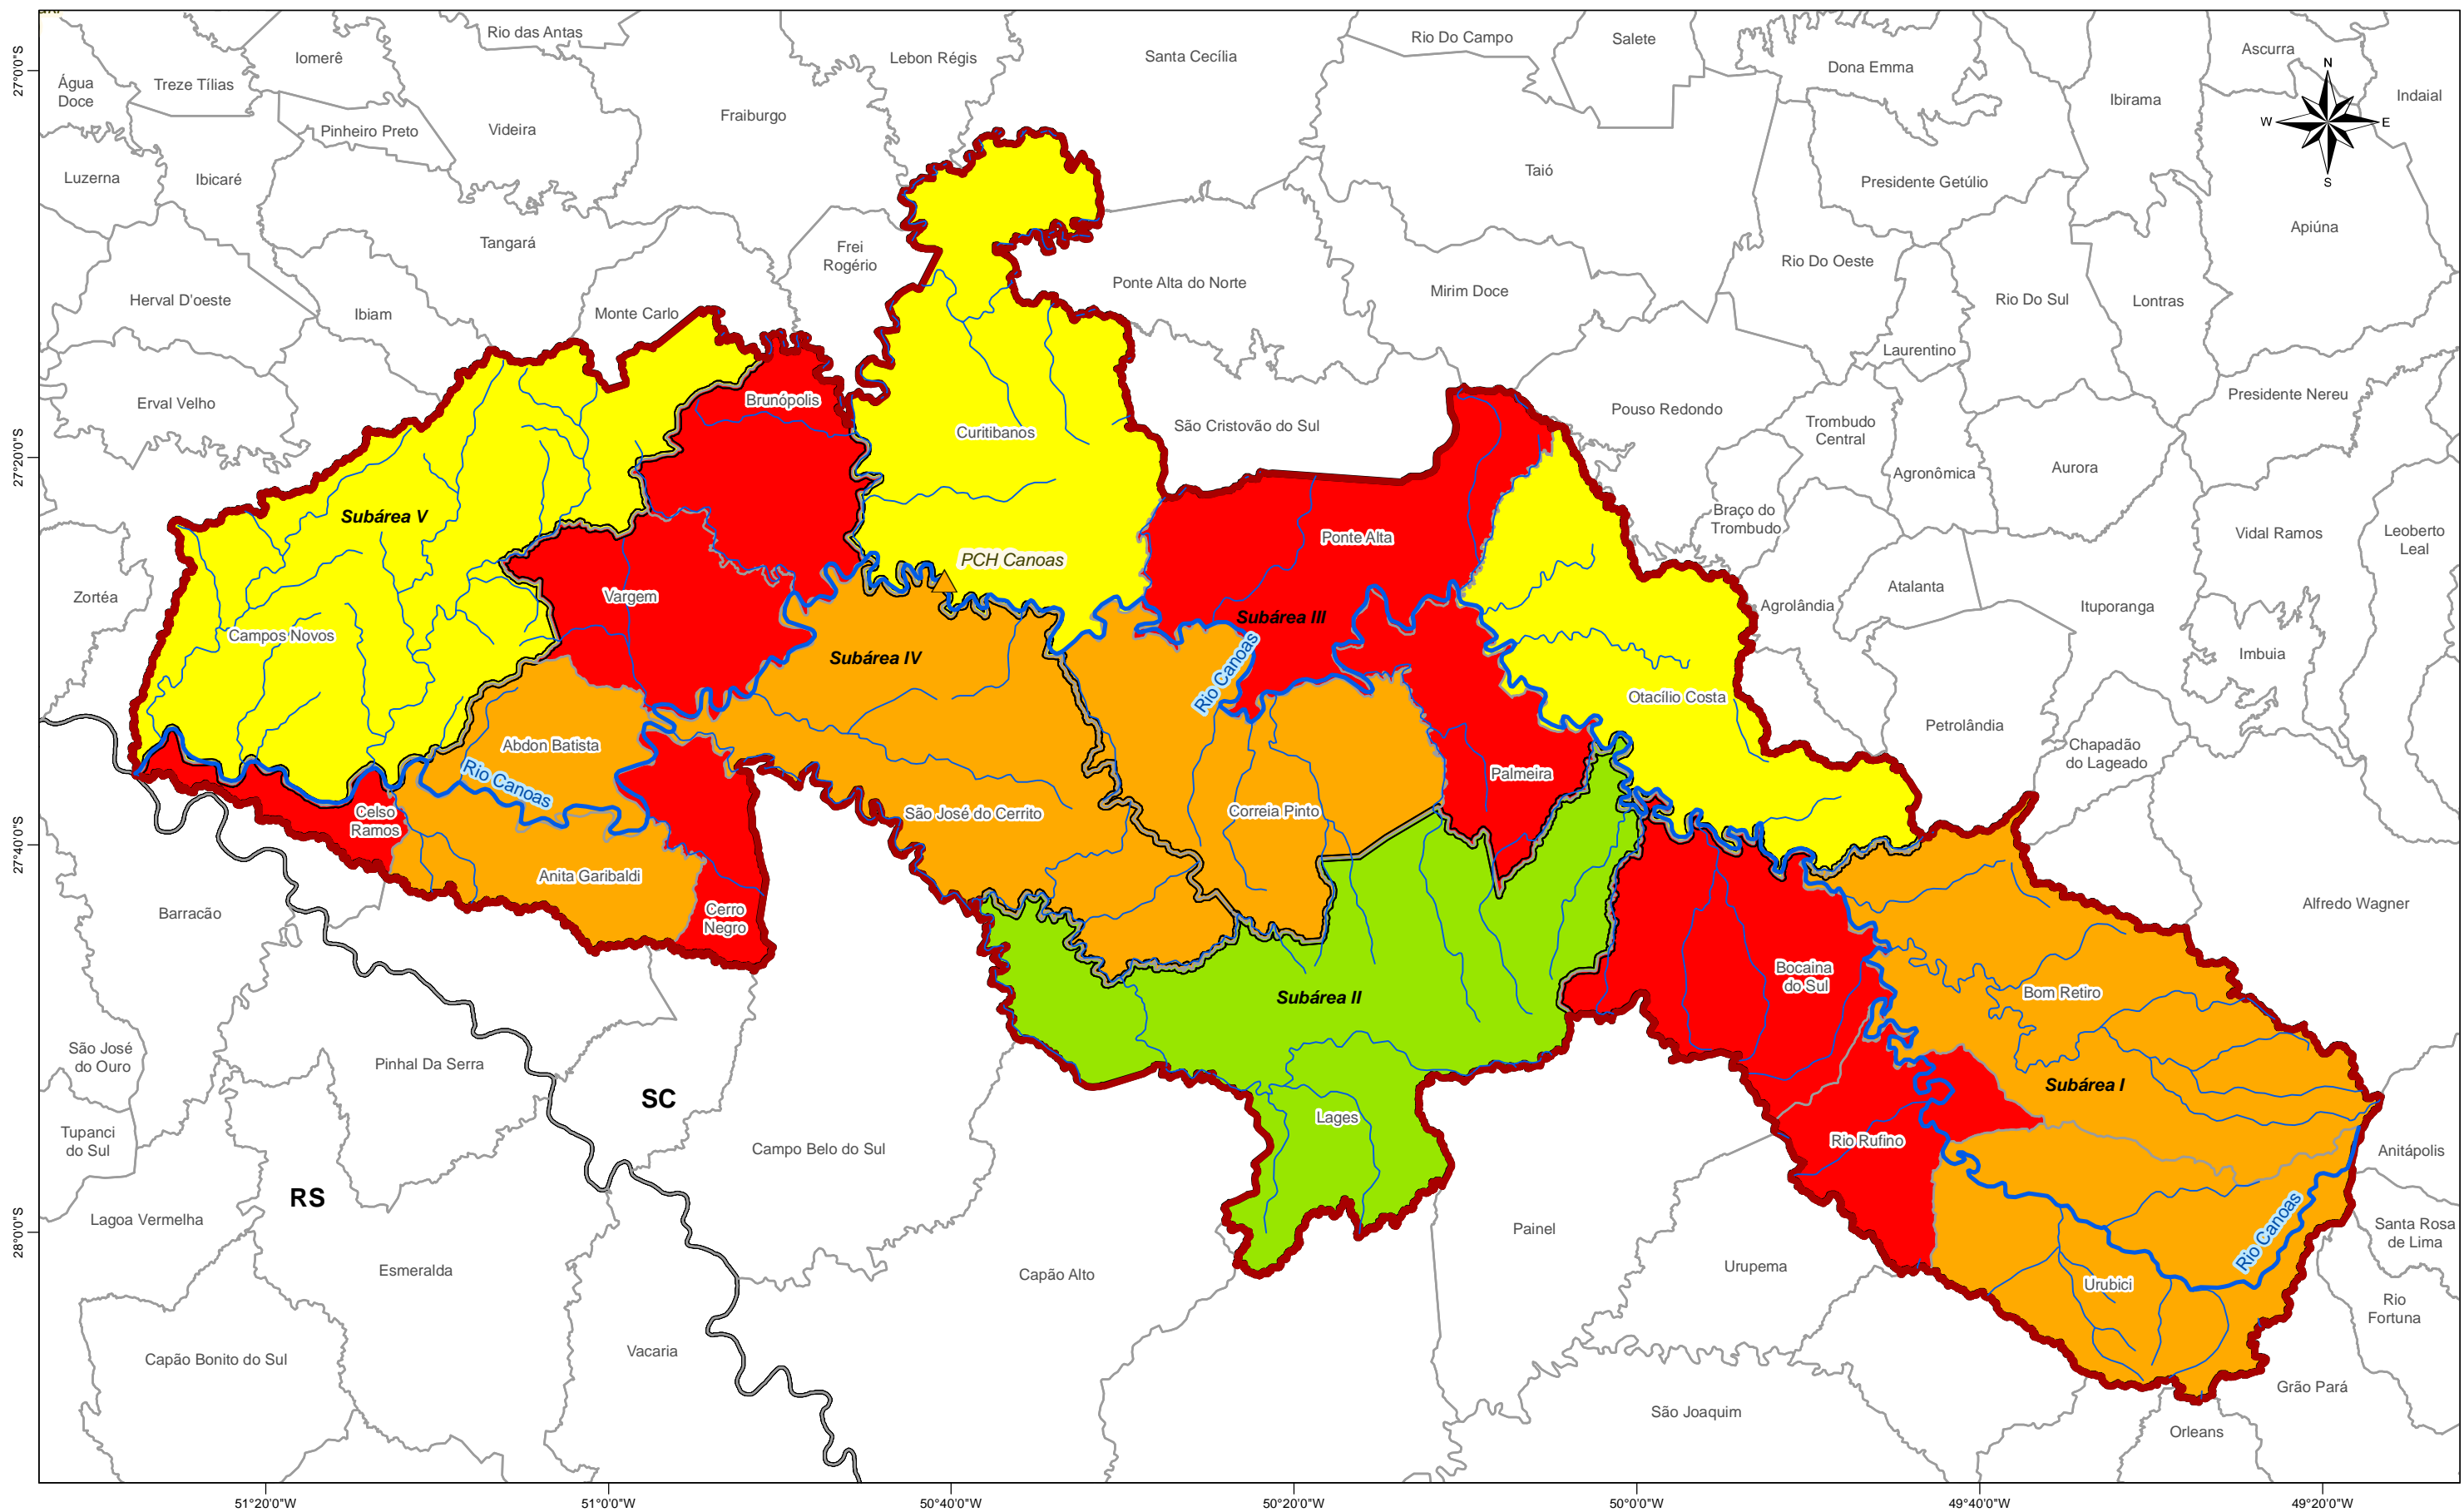 Rio das Antas
Rio Do Campo
Salete
Iomerê
Lebon Régis
Santa Cecília
Ascurra
N
27°0'0"S
Água
Doce
Treze Tílias
Dona Emma
Ibirama
Indaial
W
E
S
Pinheiro Preto
Videira
Fraiburgo
Luzerna
Ibicaré
Taió
Presidente Getúlio
Apiúna
Tangará
Frei
Rogério
Ponte Alta do Norte
Mirim Doce
Rio Do Oeste
Herval D'oeste
Ibiam
Monte Carlo
Rio Do Sul
Lontras
Laurentino
Erval Velho
Brunópolis
Curitibanos
São Cristovão do Sul
Pouso Redondo
Trombudo
Central
Presidente Nereu
27°20'0"S
Agronômica
Aurora
Subárea V
Ponte Alta
Braço do
Trombudo
Vidal Ramos
Leoberto
Leal
PCH Canoas
Zortéa
Vargem
Atalanta
Agrolândia
Ituporanga
Campos Novos
Subárea III
Subárea IV
Rio Canoas
Imbuia
Otacílio Costa
Petrolândia
Abdon Batista
Chapadão
do Lageado
Rio Canoas
Palmeira
Celso
Ramos
São José do Cerrito
Correia Pinto
27°40'0"S
Anita Garibaldi
Barracão
Cerro
Negro
Alfredo Wagner
Bocaina
do Sul
Subárea II
Bom Retiro
São José
do Ouro
Pinhal Da Serra
Subárea I
SC
Lages
Tupanci
do Sul
Campo Belo do Sul
Rio Rufino
Anitápolis
RS
Lagoa Vermelha
Painel
Rio Canoas
Santa Rosa
de Lima
28°0'0"S
Esmeralda
Capão Alto
Urupema
Urubici
Rio
Fortuna
Capão Bonito do Sul
Vacaria
Grão Pará
São Joaquim
Orleans
51°20'0"W
51°0'0"W
50°40'0"W
50°20'0"W
50°0'0"W
49°40'0"W
49°20'0"W